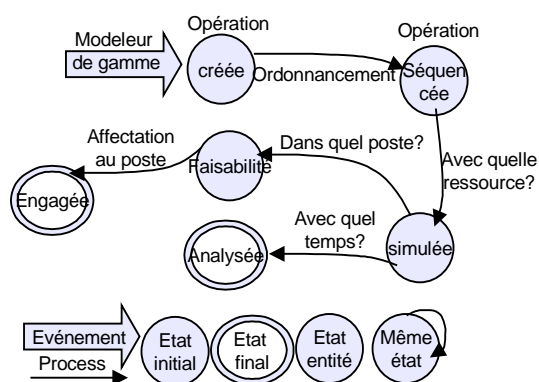 Opération
Opération
Modeleur
de gamme
créée
Ordonnancement
Séquen
cée
Affectation
au poste
Faisabilité
Dans quel poste?
Avec quelle
ressource?
Engagée
Analysée
Avec quel
temps?
simulée
Evénement
Process
Etat
initial
Etat
final
Etat
entité
Même
état